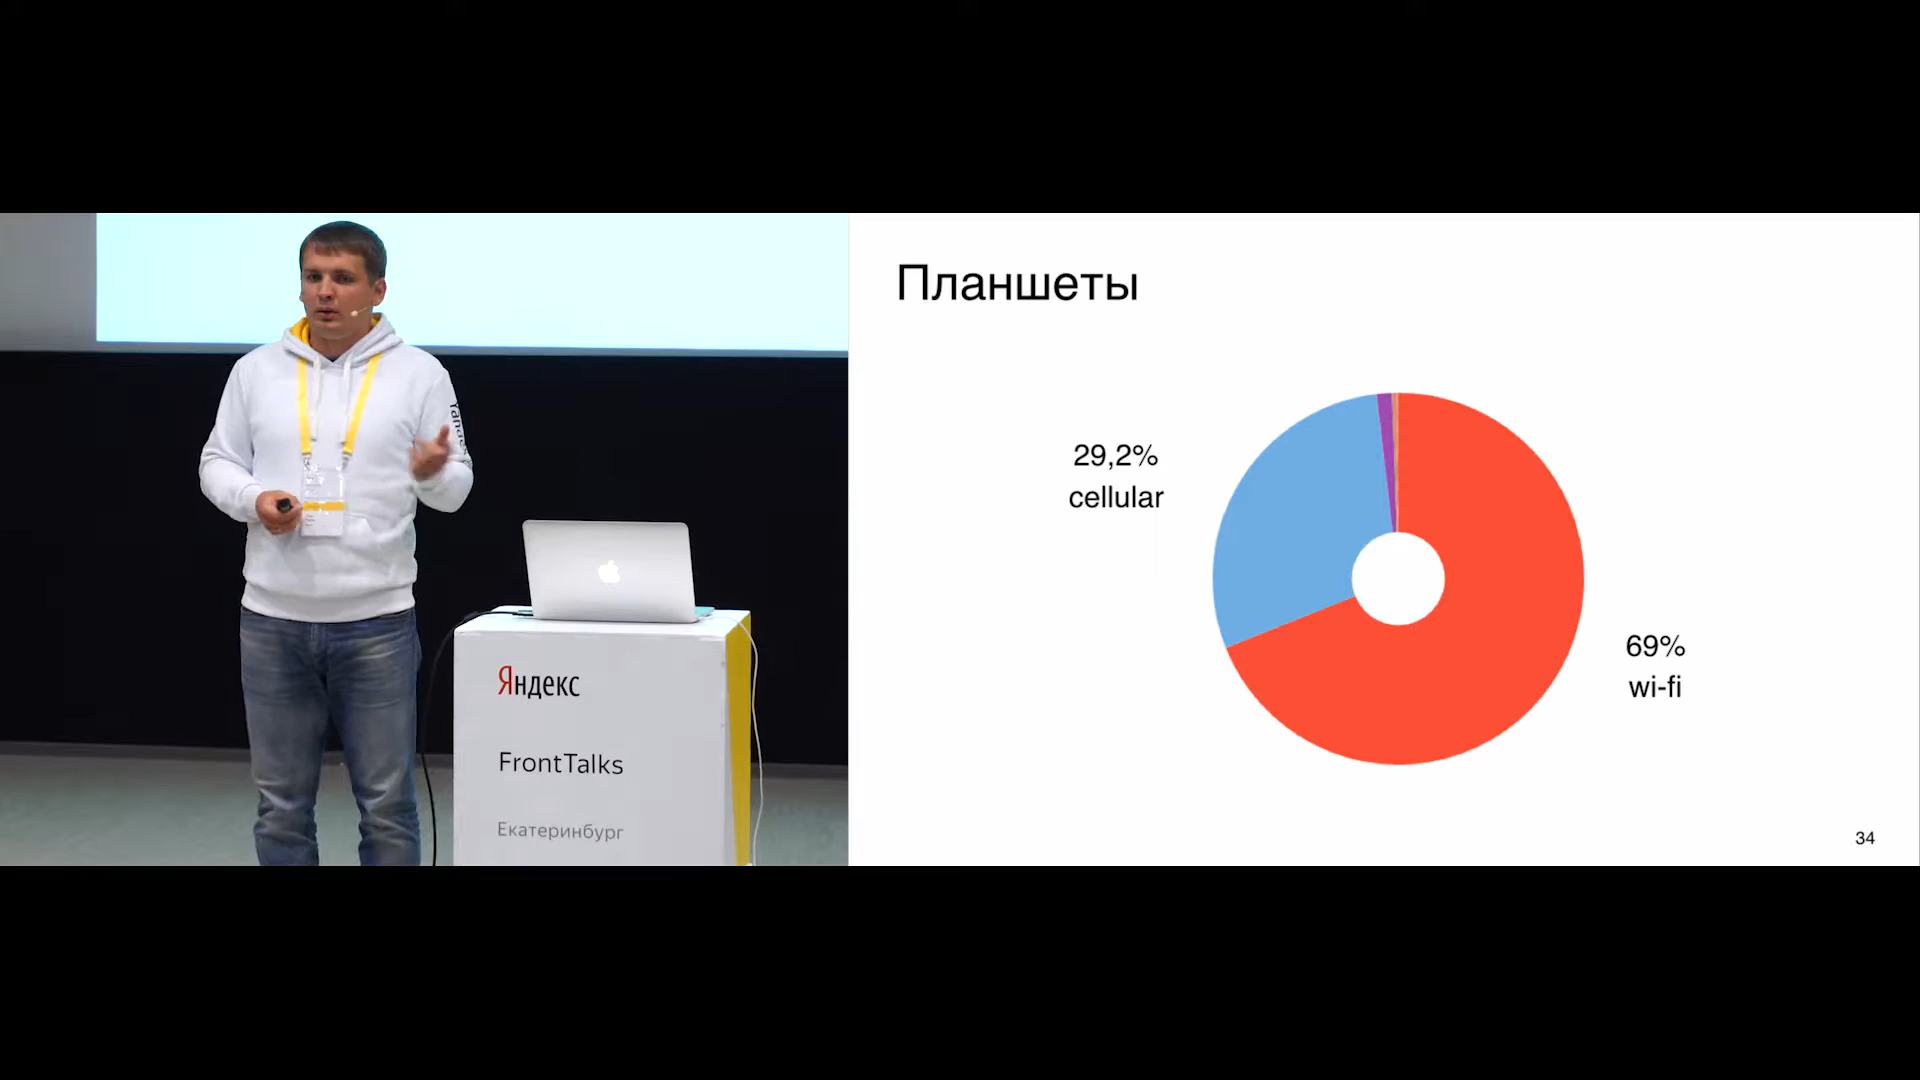 Яндекс
FrontTalks
Екатеринбург
Планшеты
29,2%
cellular
69%
wi-fi
34